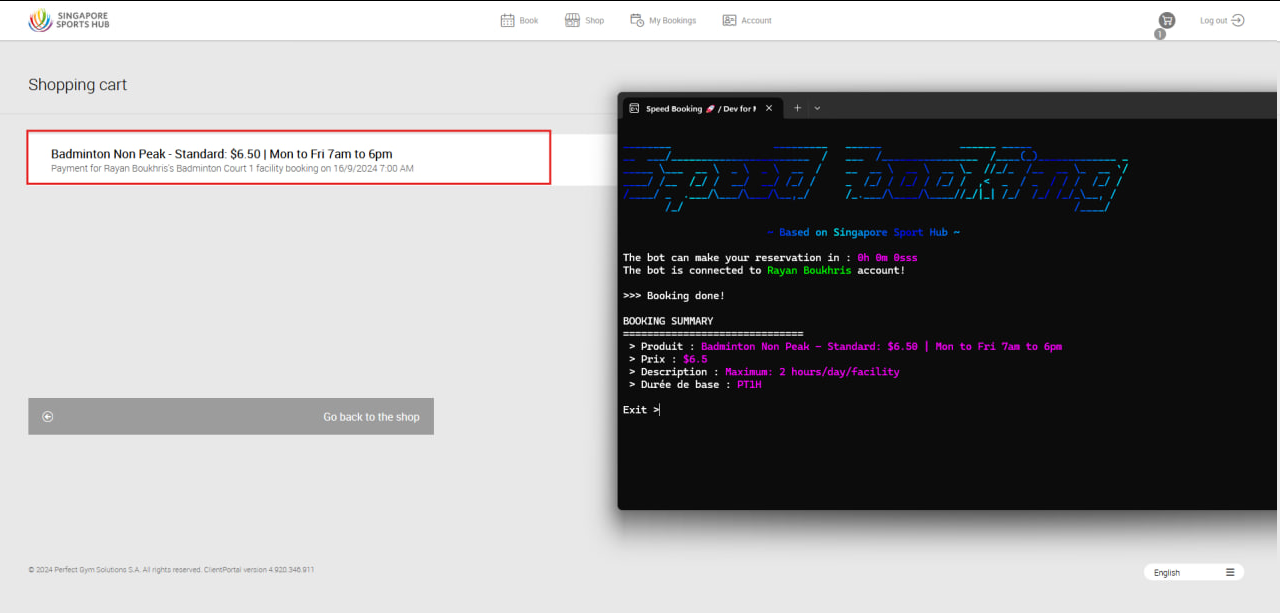 SINGAPORE
SPORTS HUB
Book
Shop
My Bookings
Account
1
Log out
Shopping cart
Badminton Non Peak - Standard: $6.50 | Mon to Fri 7am to 6pm
Payment for Rayan Boukhris's Badminton Court 1 facility booking on 16/9/2024 7:00 AM
Go back to the shop
Speed Booking 🚀 / Dev for
Speed Booking
~ Based on Singapore Sport Hub ~
The bot can make your reservation in : 0h 0m 0sss
The bot is connected to Rayan Boukhris account!
>>> Booking done!
BOOKING SUMMARY
==============================
> Produit : Badminton Non Peak - Standard: $6.50 | Mon to Fri 7am to 6pm
> Prix : $6.5
> Description : Maximum: 2 hours/day/facility
> Durée de base : PT1H
Exit >
© 2024 Perfect Gym Solutions S.A. All rights reserved. ClientPortal version 4.920.346.911
English